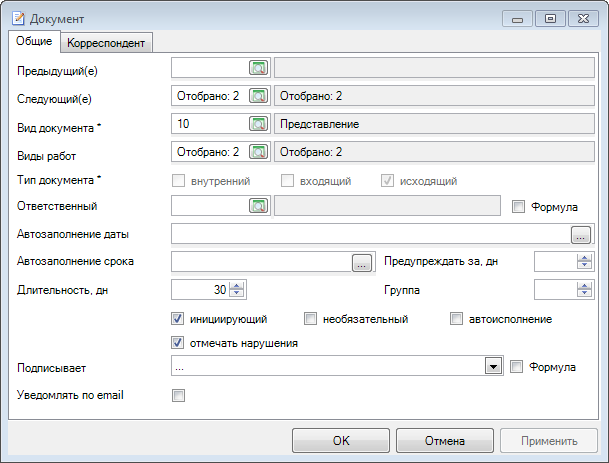 Документ
Общие Корреспондент
Предыдущий(е)
Следующий(е) Отобрано: 2 Отобрано: 2
Вид документа * 10 Представление
Виды работ Отобрано: 2 Отобрано: 2
Тип документа * внутренний входящий исходящий
Ответственный Формула
Автозаполнение даты ...
Автозаполнение срока ... Предупреждать за, дн
Длительность, дн 30 Группа
инициирующий необязательный автоисполнение
отмечать нарушения
Подписывает ... Формула
Уведомлять по email
OK Отмена Применить